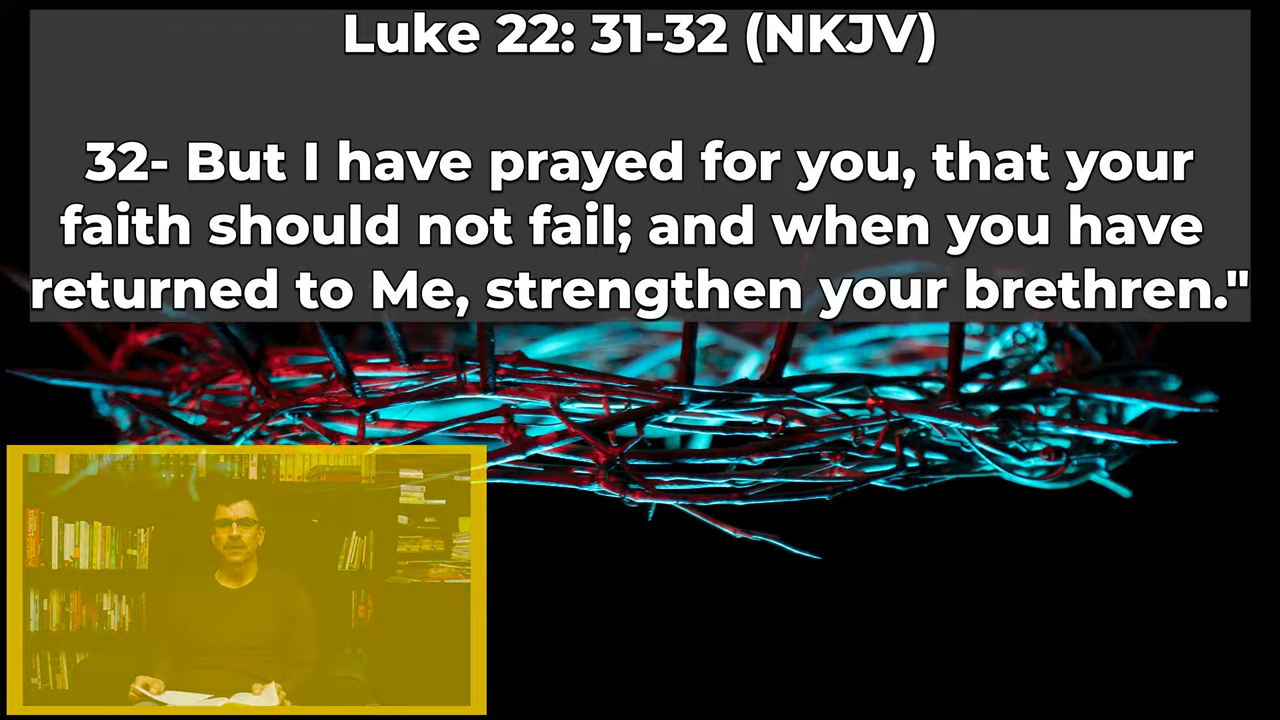 Luke 22: 31-32 (NKJV)
32- But I have prayed for you, that your
faith should not fail; and when you have
returned to Me, strengthen your brethren."